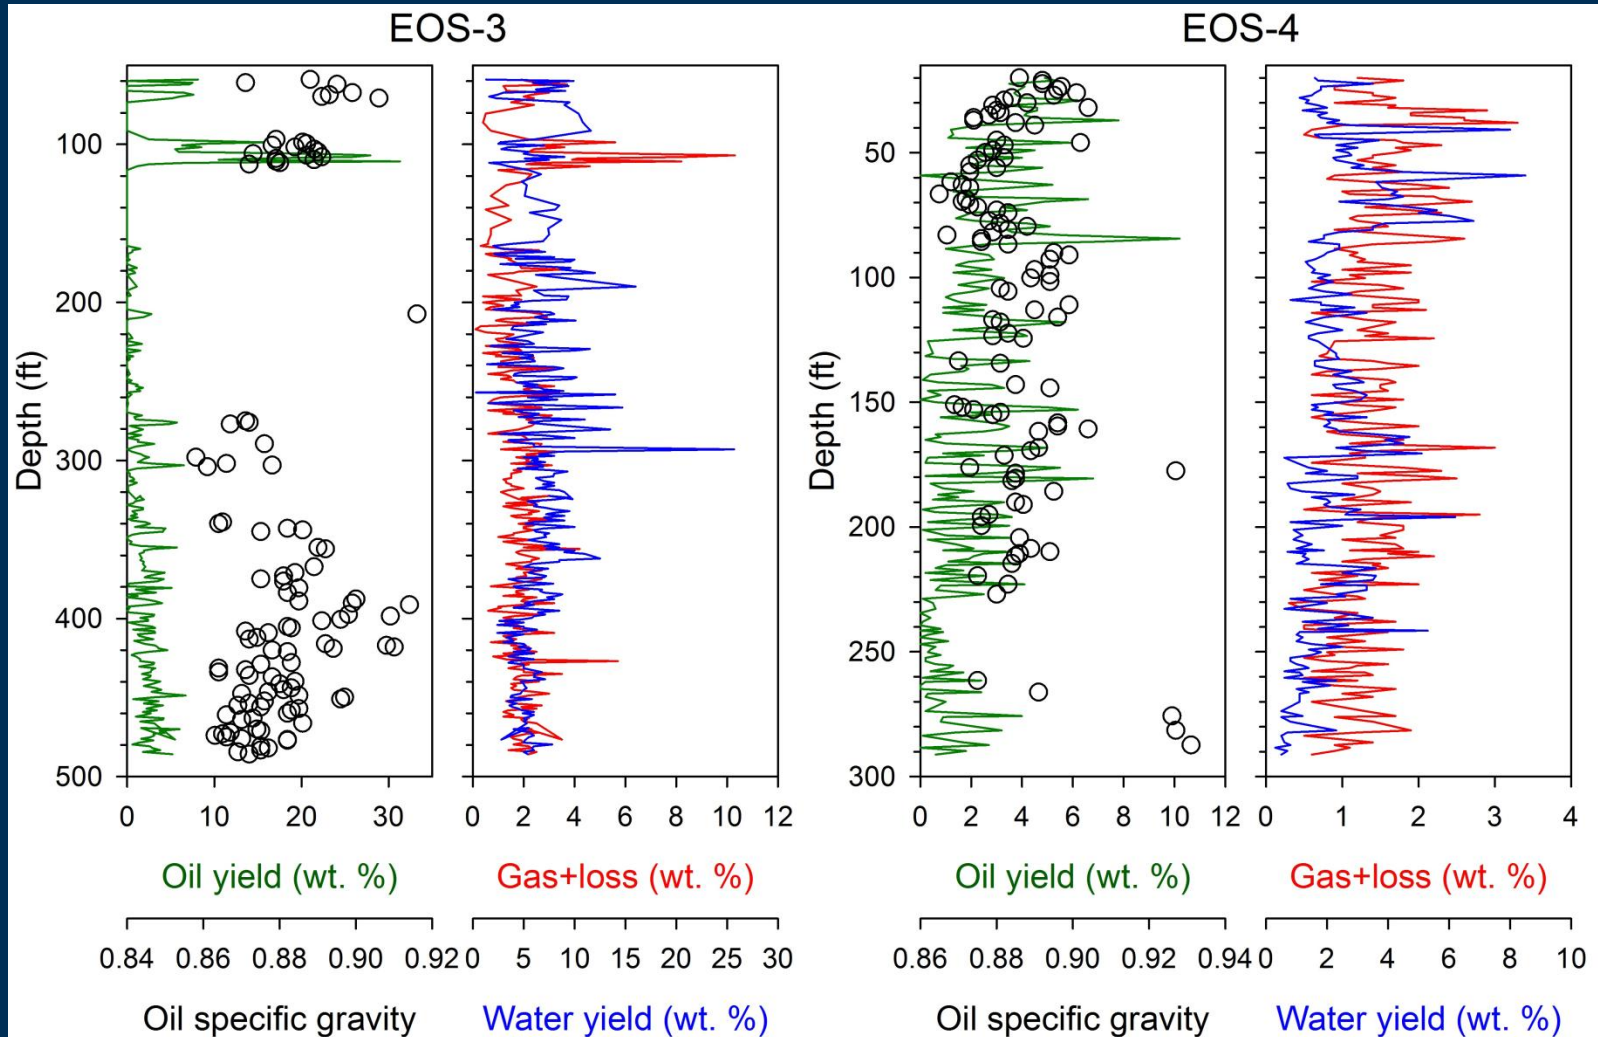 EOS-3
EOS-4
Depth (ft)
100
200
300
400
500
0 10 20 30
0 2 4 6 8 10 12
Oil yield (wt. %)
Gas+loss (wt. %)
0.84 0.86 0.88 0.90 0.92
0 5 10 15 20 25 30
Oil specific gravity
Water yield (wt. %)
Depth (ft)
50
100
150
200
250
300
0 2 4 6 8 10 12
0 1 2 3 4
Oil yield (wt. %)
Gas+loss (wt. %)
0.86 0.88 0.90 0.92 0.94
0 2 4 6 8 10
Oil specific gravity
Water yield (wt. %)